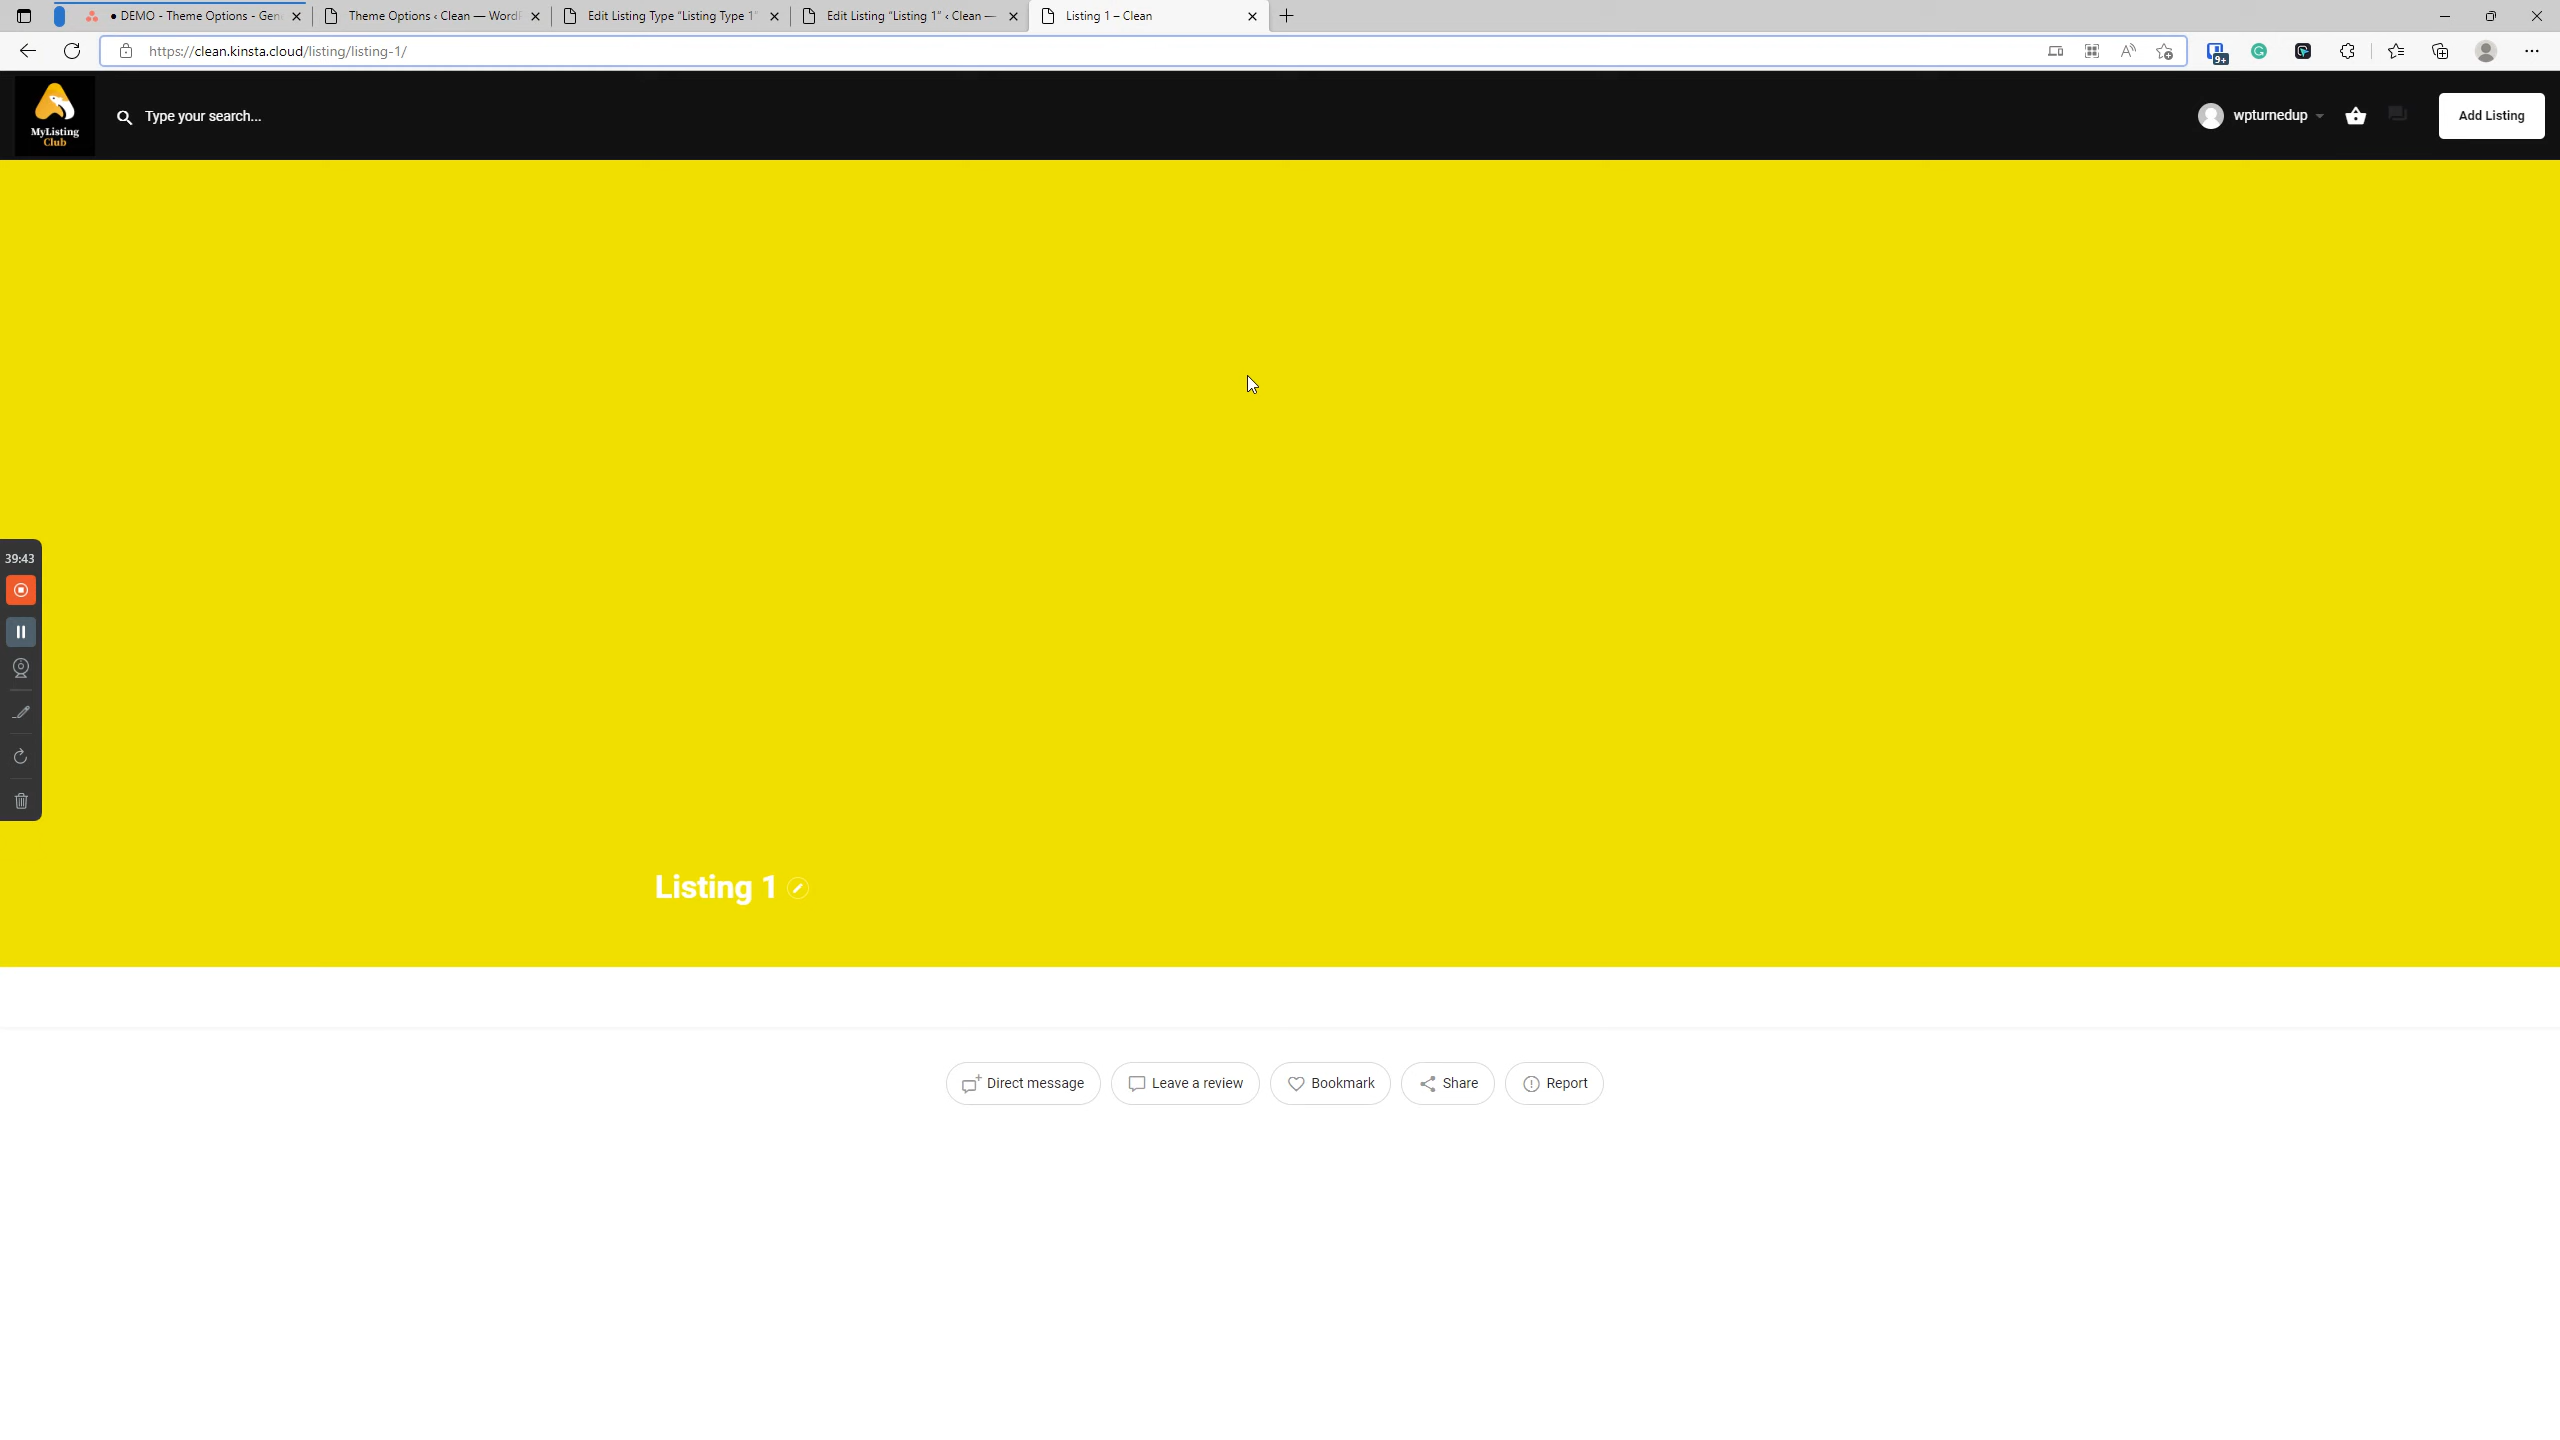 • DEMO - Theme Options - Gen
Theme Options ‹ Clean — WordP
Edit Listing Type "Listing Type 1"
Edit Listing "Listing 1" ‹ Clean —
Listing 1 – Clean
https://clean.kinsta.cloud/listing/listing-1/
9+
MyListing
Club
Type your search...
wpturnedup
Add Listing
39:43
Listing 1
Direct message
Leave a review
Bookmark
Share
Report